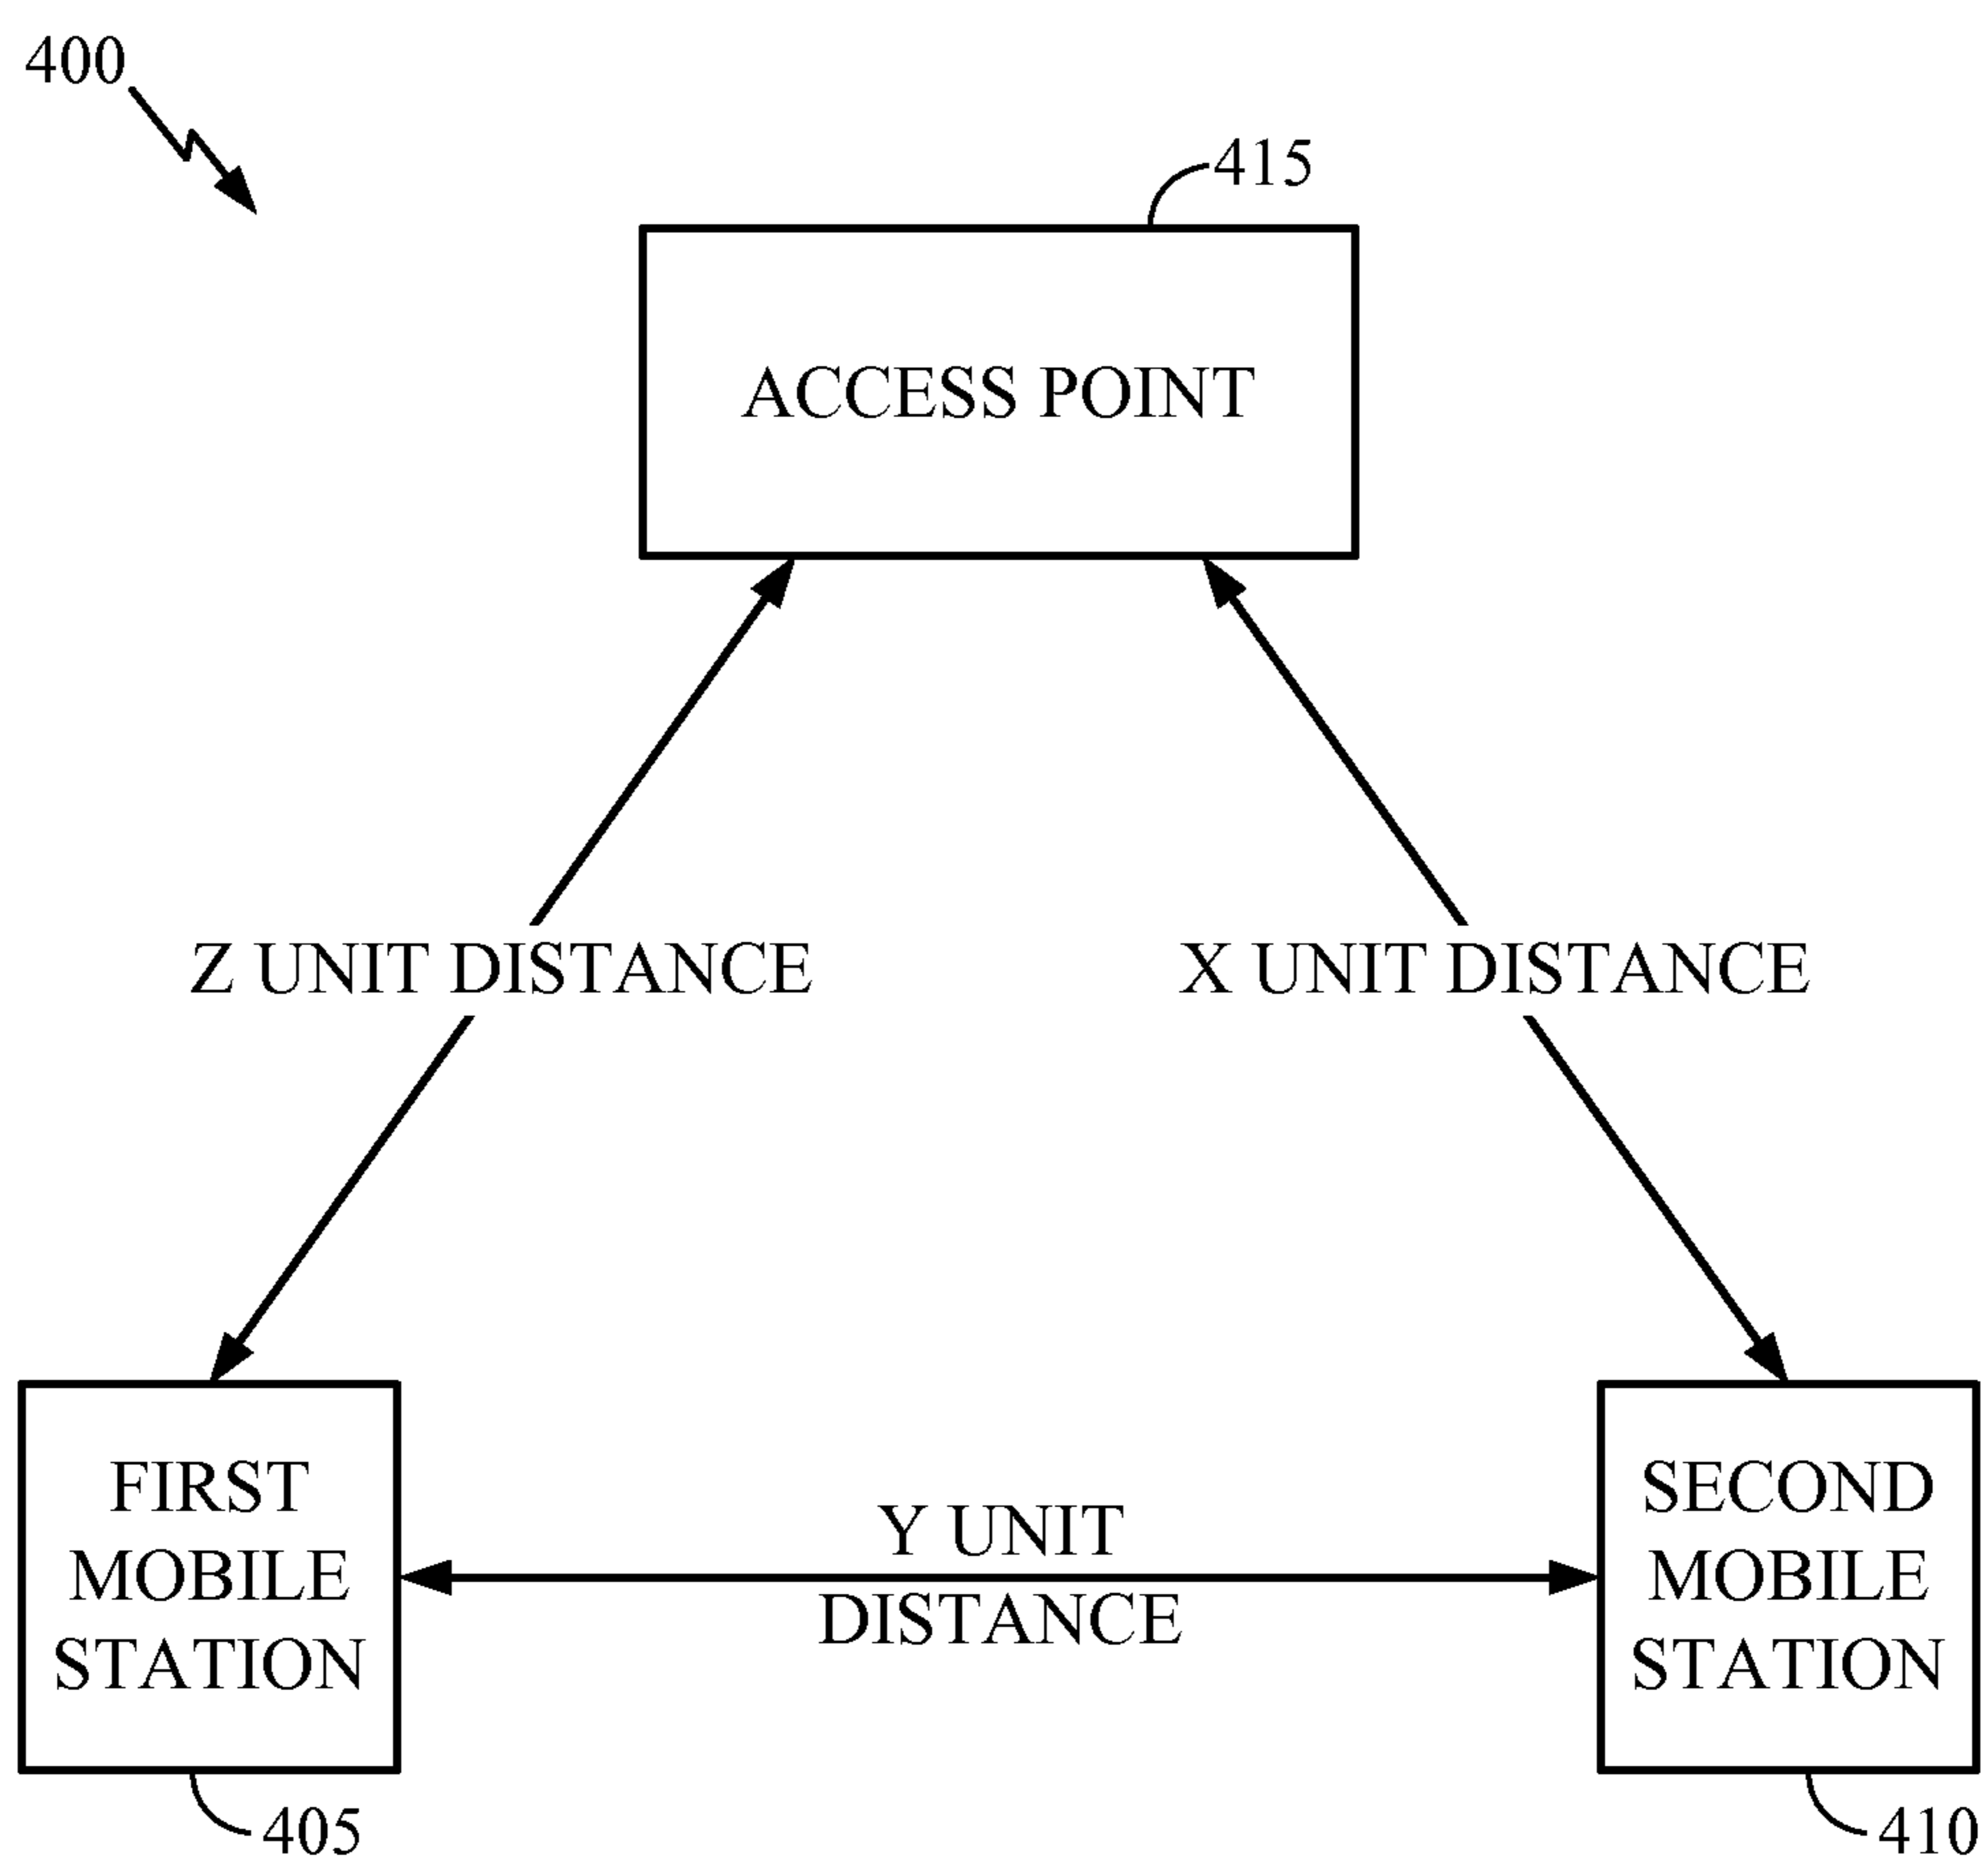 400
415
ACCESS POINT
Z UNIT DISTANCE
X UNIT DISTANCE
FIRST
MOBILE
STATION
Y UNIT
DISTANCE
SECOND
MOBILE
STATION
405
410